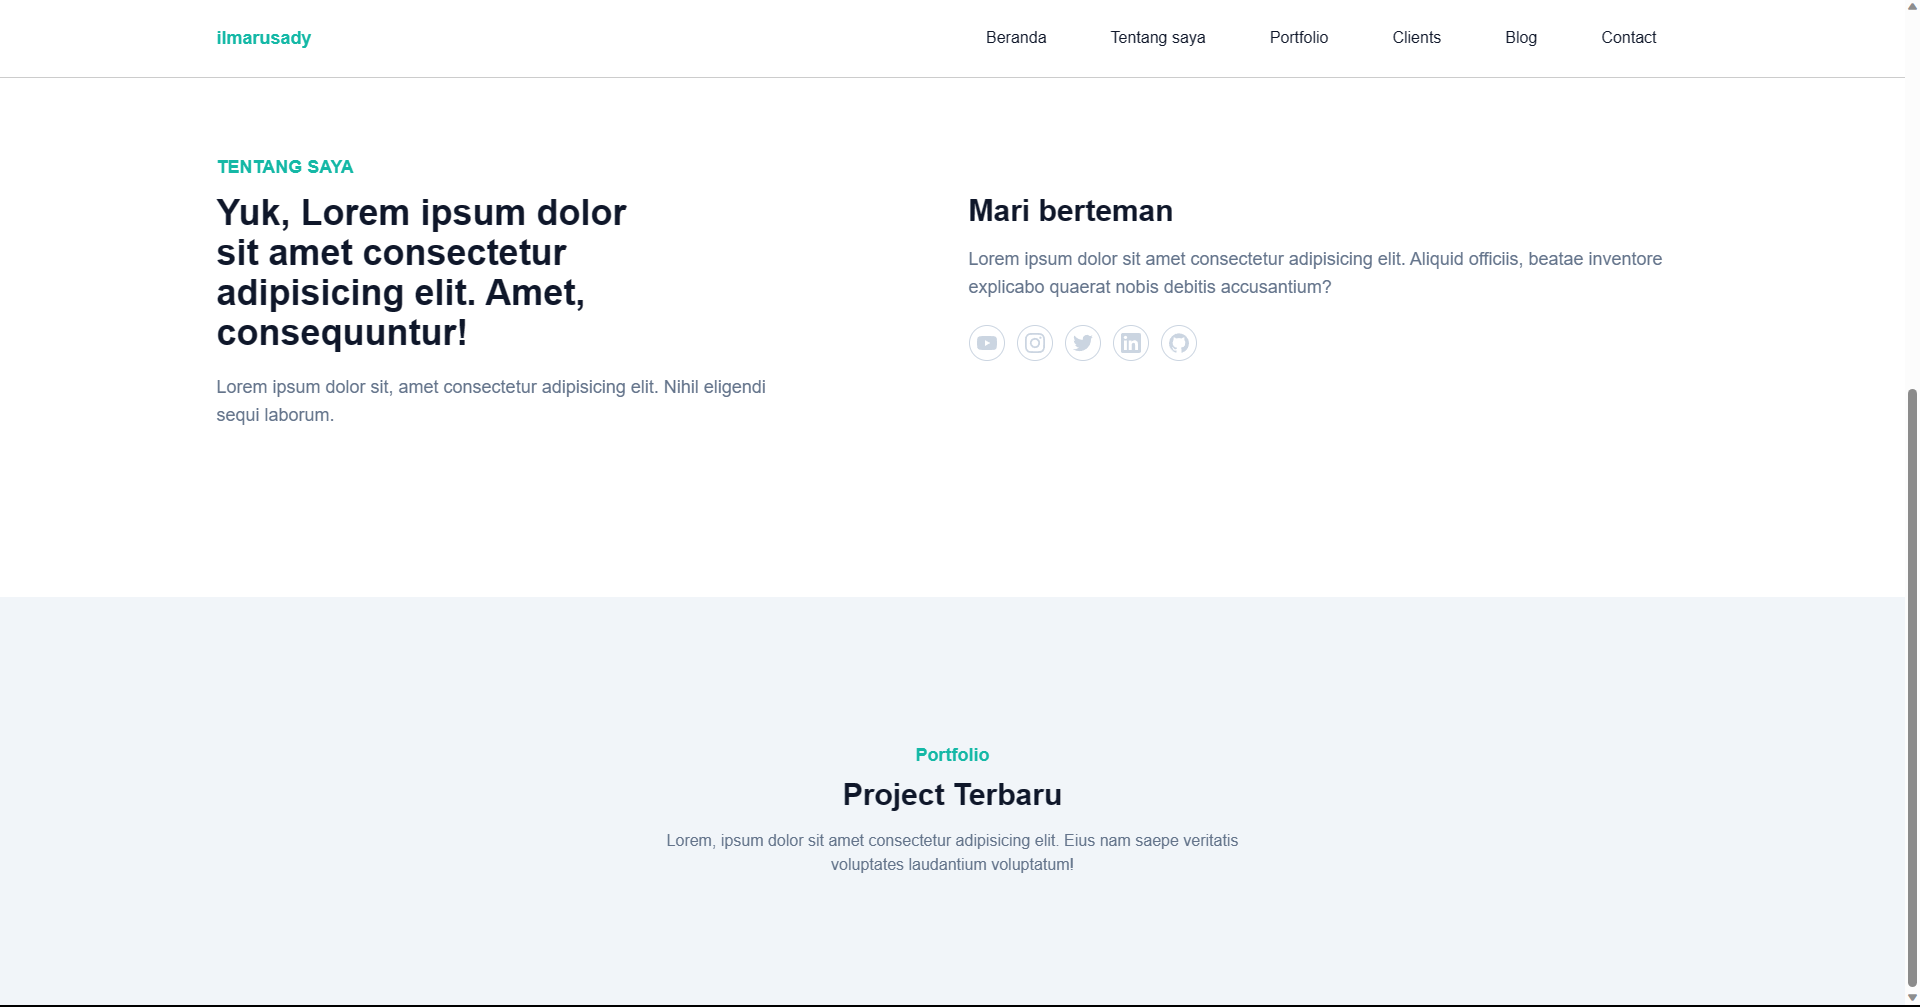 ilmarusady
Beranda
Tentang saya
Portfolio
Clients
Blog
Contact
TENTANG SAYA
Yuk, Lorem ipsum dolor
sit amet consectetur
adipisicing elit. Amet,
consequuntur!
Lorem ipsum dolor sit, amet consectetur adipisicing elit. Nihil eligendi
sequi laborum.
Mari berteman
Lorem ipsum dolor sit amet consectetur adipisicing elit. Aliquid officiis, beatae inventore
explicabo quaerat nobis debitis accusantium?
Portfolio
Project Terbaru
Lorem, ipsum dolor sit amet consectetur adipisicing elit. Eius nam saepe veritatis
voluptates laudantium voluptatum!